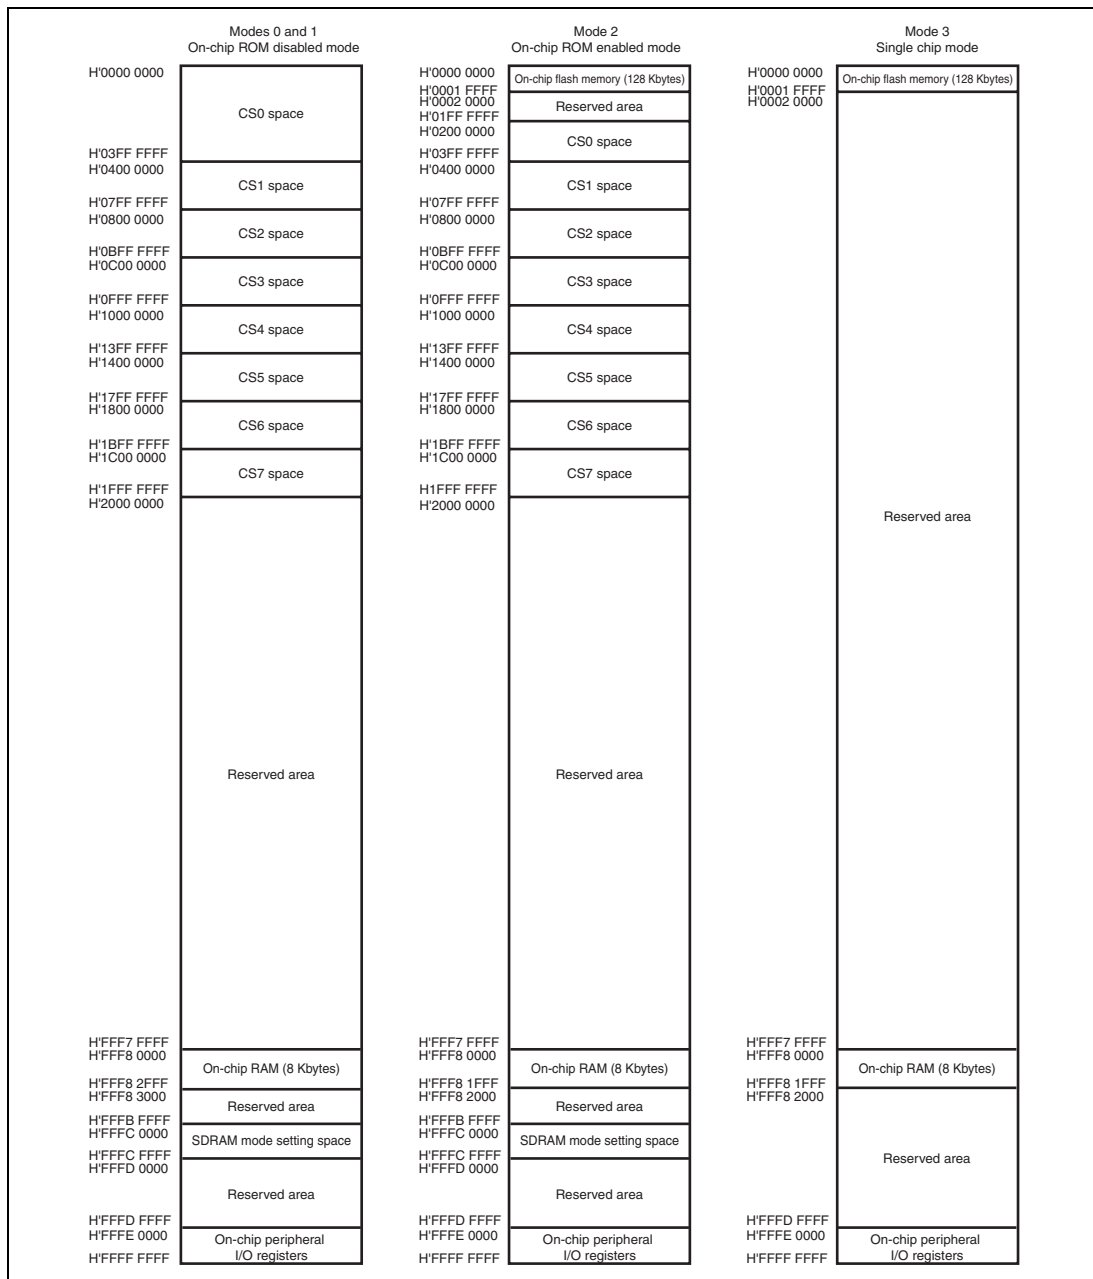 Modes 0 and 1
On-chip ROM disabled mode
H'0000 0000
CS0 space
H'03FF FFFF
H'0400 0000
CS1 space
H'07FF FFFF
H'0800 0000
CS2 space
H'0BFF FFFF
H'0C00 0000
CS3 space
H'0FFF FFFF
H'1000 0000
CS4 space
H'13FF FFFF
H'1400 0000
CS5 space
H'17FF FFFF
H'1800 0000
CS6 space
H'1BFF FFFF
H'1C00 0000
CS7 space
H'1FFF FFFF
H'2000 0000
Reserved area
H'FFF7 FFFF
H'FFF8 0000
On-chip RAM (8 Kbytes)
H'FFF8 2FFF
H'FFF8 3000
Reserved area
H'FFFB FFFF
H'FFFC 0000
SDRAM mode setting space
H'FFFC FFFF
H'FFFD 0000
Reserved area
H'FFFD FFFF
H'FFFE 0000
On-chip peripheral
I/O registers
H'FFFF FFFF
Mode 2
On-chip ROM enabled mode
H'0000 0000
On-chip flash memory (128 Kbytes)
H'0001 FFFF
H'0002 0000
Reserved area
H'01FF FFFF
H'0200 0000
CS0 space
H'03FF FFFF
H'0400 0000
CS1 space
H'07FF FFFF
H'0800 0000
CS2 space
H'0BFF FFFF
H'0C00 0000
CS3 space
H'0FFF FFFF
H'1000 0000
CS4 space
H'13FF FFFF
H'1400 0000
CS5 space
H'17FF FFFF
H'1800 0000
CS6 space
H'1BFF FFFF
H'1C00 0000
CS7 space
H1FFF FFFF
H'2000 0000
Reserved area
H'FFF7 FFFF
H'FFF8 0000
On-chip RAM (8 Kbytes)
H'FFF8 1FFF
H'FFF8 2000
Reserved area
H'FFFB FFFF
H'FFFC 0000
SDRAM mode setting space
H'FFFC FFFF
H'FFFD 0000
Reserved area
H'FFFD FFFF
H'FFFE 0000
On-chip peripheral
I/O registers
H'FFFF FFFF
Mode 3
Single chip mode
H'0000 0000
On-chip flash memory (128 Kbytes)
H'0001 FFFF
H'0002 0000
Reserved area
H'FFF7 FFFF
H'FFF8 0000
On-chip RAM (8 Kbytes)
H'FFF8 1FFF
H'FFF8 2000
Reserved area
H'FFFD FFFF
H'FFFE 0000
On-chip peripheral
I/O registers
H'FFFF FFFF